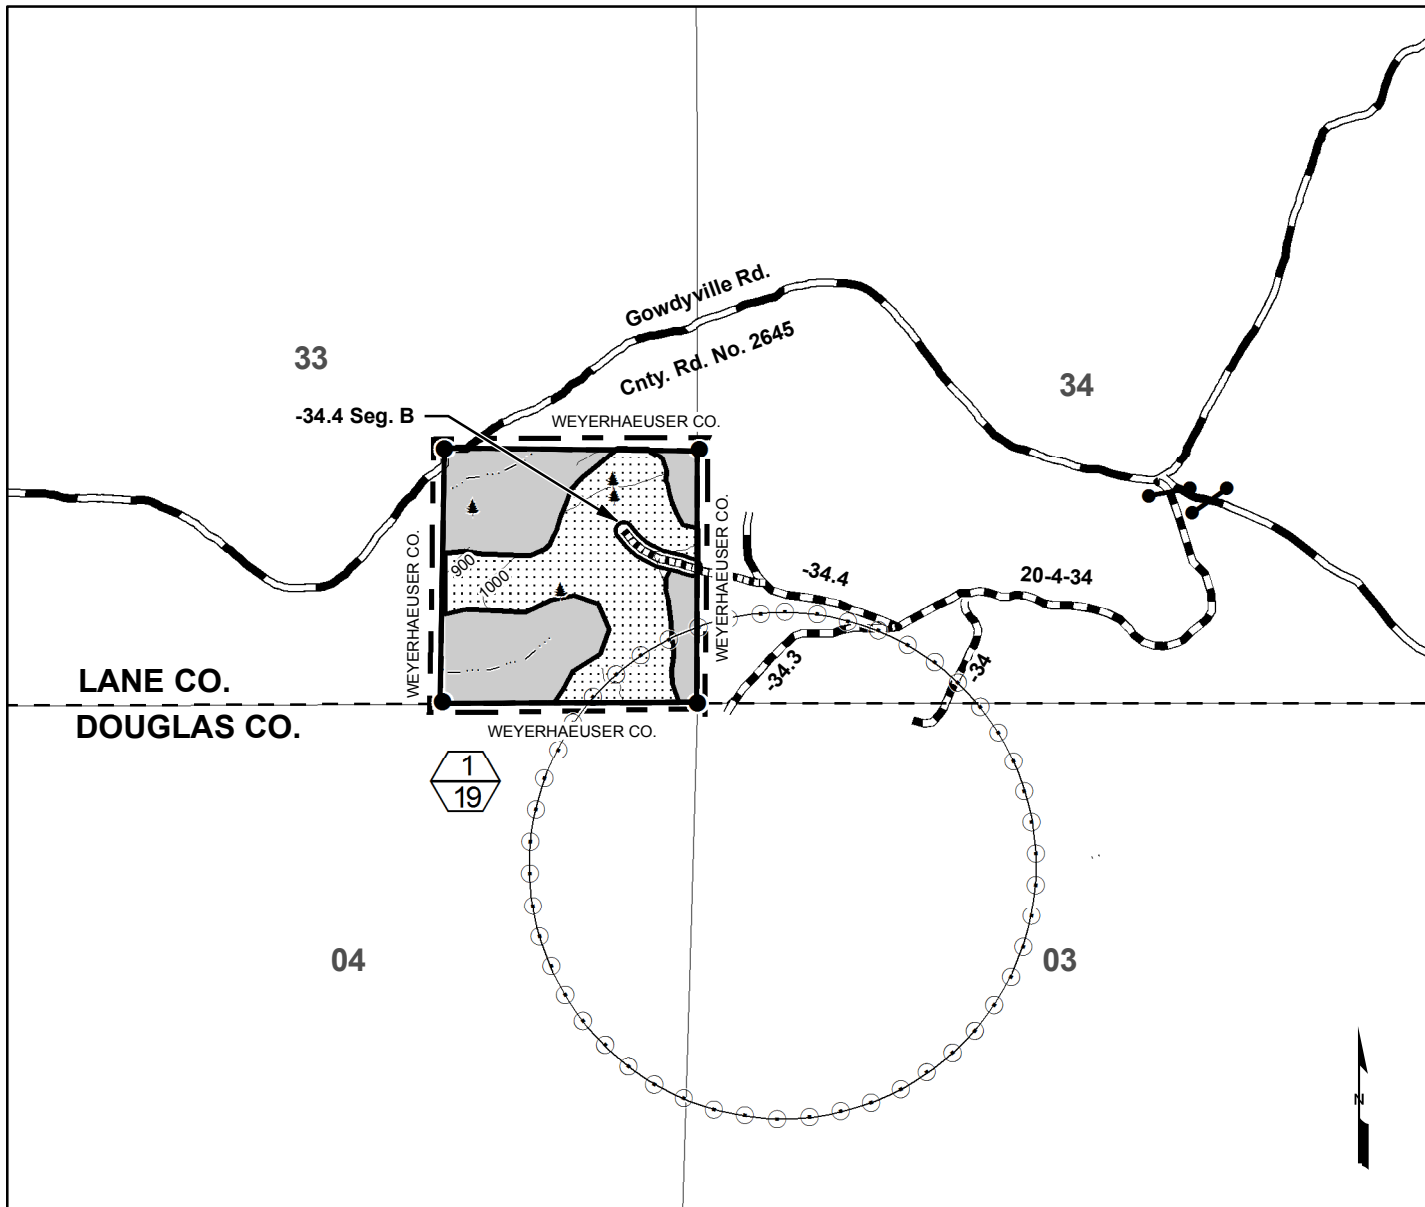 Gowdyville Rd.
Cnty. Rd. No. 2645
33
34
-34.4 Seg. B
WEYERHAEUSER CO.
WEYERHAEUSER CO.
WEYERHAEUSER CO.
900
1000
-34.4
20-4-34
-34.3
-34
LANE CO.
DOUGLAS CO.
WEYERHAEUSER CO.
1
19
04
03
N